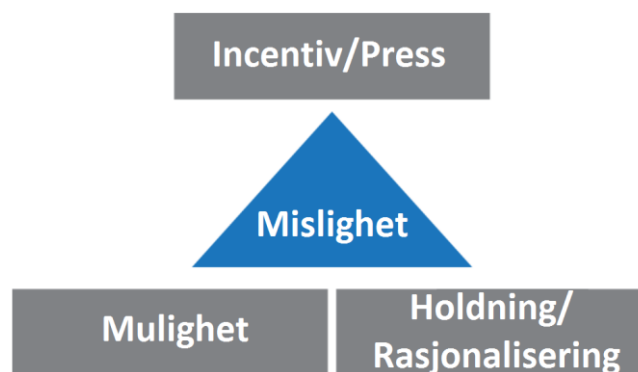 Incentiv/Press
Mislighet
Mulighet
Holdning/
Rasjonalisering